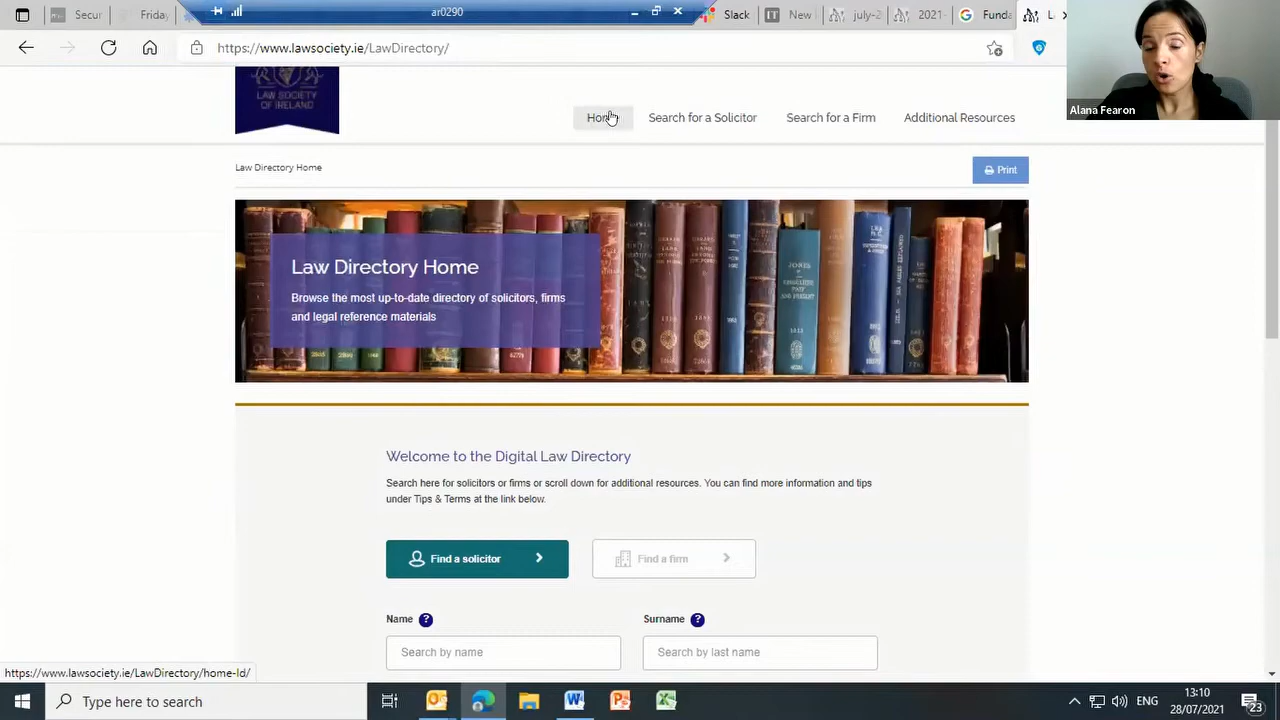 Secu
Friday
ar0290
Slack
New
july-2
2021-
Funda
L
https://www.lawsociety.ie/LawDirectory/
Alana Fearon
LAW SOCIETY
OF IRELAND
Home
Search for a Solicitor
Search for a Firm
Additional Resources
Law Directory Home
Print
Law Directory Home
Browse the most up-to-date directory of solicitors, firms
and legal reference materials
JONES
Welcome to the Digital Law Directory
Search here for solicitors or firms or scroll down for additional resources. You can find more information and tips
under Tips & Terms at the link below.
Find a solicitor
Find a firm
Name ?
Surname ?
Search by name
Search by last name
https://www.lawsociety.ie/LawDirectory/home-ld/
Type here to search
ENG
13:10
28/07/2021
23